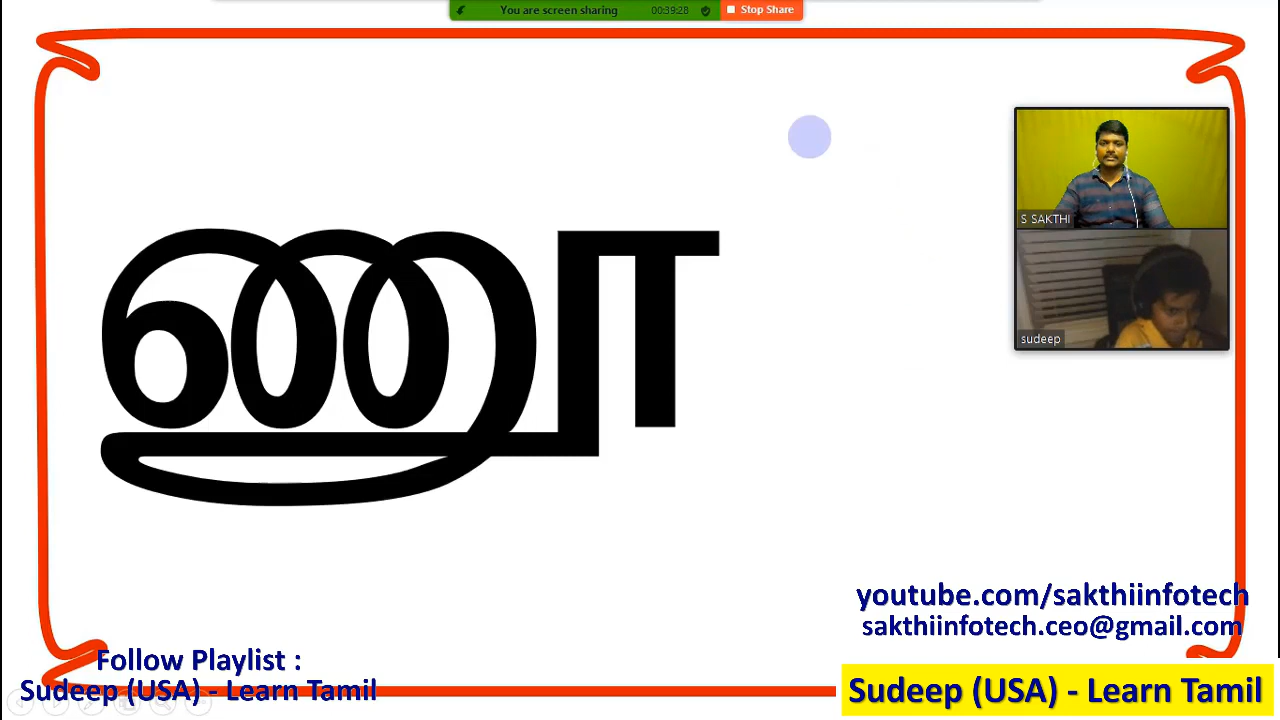 You are screen sharing 00:39:28 Stop Share
ணா
S SAKTHI
sudeep
youtube.com/sakthiinfotech
sakthiinfotech.ceo@gmail.com
Follow Playlist :
Sudeep (USA) - Learn Tamil
Sudeep (USA) - Learn Tamil